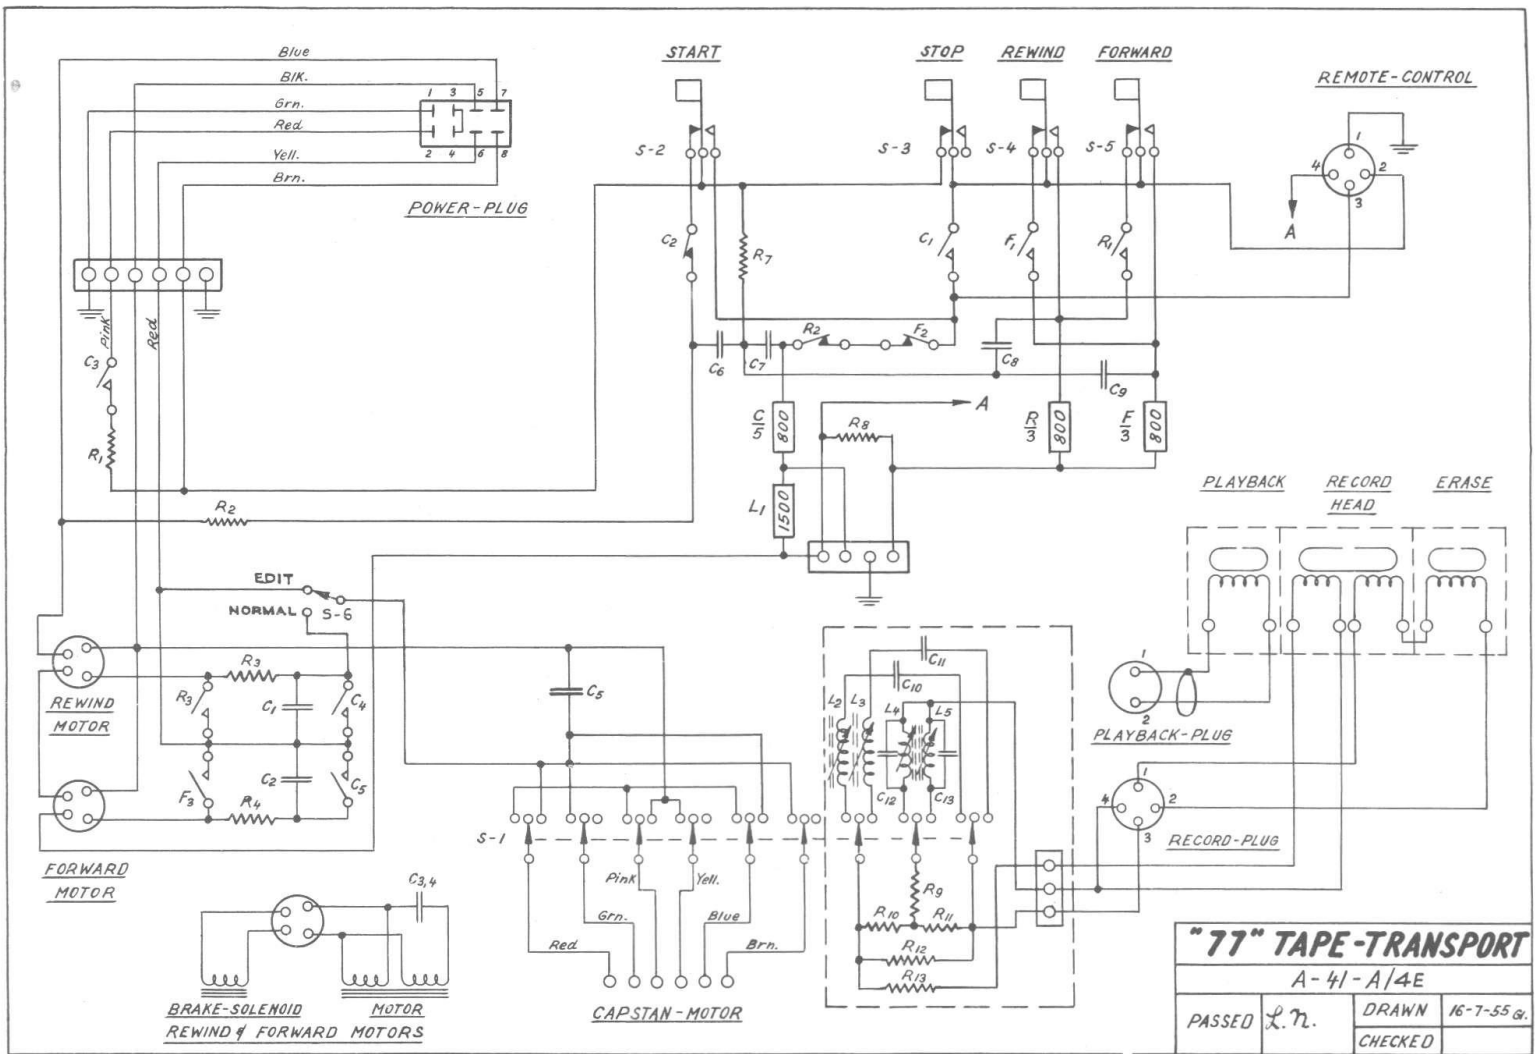 START
STOP
REWIND
FORWARD
REMOTE-CONTROL
Blue
Blk.
Grn.
Red
Yell.
Brn.
1 3 5 7
2 4 6 8
POWER-PLUG
S-2
S-3
S-4
S-5
1
4 2
3
A
C2
R7
C1
F1
R1
Pink
Red
C3
R1
R2
F2
C6
C7
C8
C9
C/5
800
R8
A
R/3
800
F/3
800
L1
1500
R2
PLAYBACK
RECORD
HEAD
ERASE
EDIT
NORMAL
S-6
REWIND
MOTOR
R3
R3
C1
C4
C5
F3
R4
C2
C5
FORWARD
MOTOR
C11
C10
L2
L3
L4
L5
C12
C13
1
2
PLAYBACK-PLUG
1
4 2
3
RECORD-PLUG
S-1
Pink
Yell.
Grn.
Blue
Red
Brn.
CAPSTAN-MOTOR
R9
R10
R11
R12
R13
C3,4
BRAKE-SOLENOID
MOTOR
REWIND & FORWARD MOTORS
"77" TAPE-TRANSPORT
A-41-A/4E
PASSED
L.N.
DRAWN
16-7-55
CHECKED